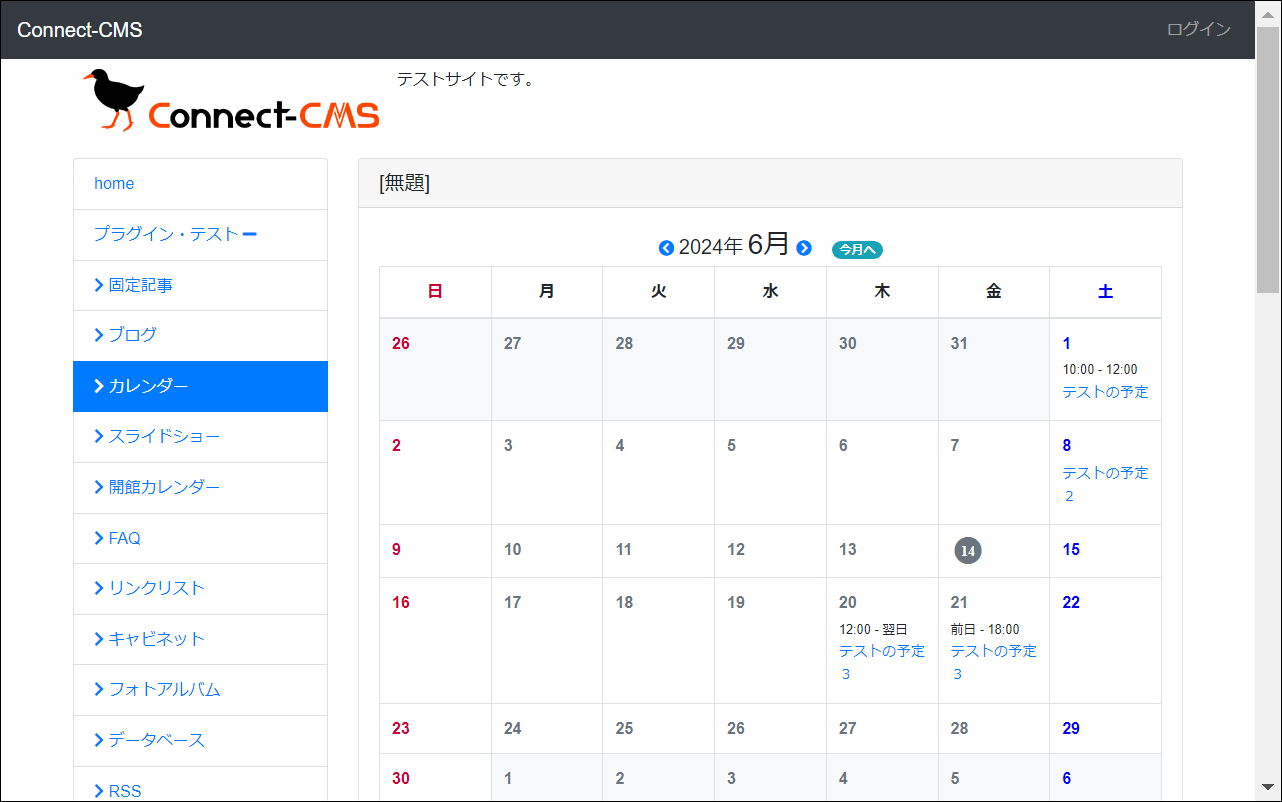 Connect-CMS
ログイン
Connect-CMS
テストサイトです。
home
プラグイン・テスト
固定記事
ブログ
カレンダー
スライドショー
開館カレンダー
FAQ
リンクリスト
キャビネット
フォトアルバム
データベース
RSS
[無題]
2024年 6月 今月へ
日 月 火 水 木 金 土
26 27 28 29 30 31 1
10:00 - 12:00
テストの予定
2 3 4 5 6 7 8
テストの予定
2
9 10 11 12 13 14 15
16 17 18 19 20 21 22
12:00 - 翌日 前日 - 18:00
テストの予定 テストの予定
3 3
23 24 25 26 27 28 29
30 1 2 3 4 5 6